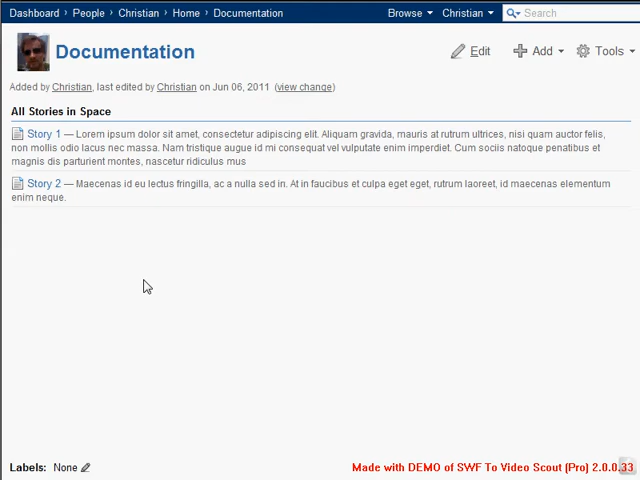 Dashboard › People › Christian › Home › Documentation Browse Christian Search
Documentation Edit Add Tools
Added by Christian, last edited by Christian on Jun 06, 2011 (view change)
All Stories in Space
Story 1 — Lorem ipsum dolor sit amet, consectetur adipiscing elit. Aliquam gravida, mauris at rutrum ultrices, nisi quam auctor felis,
non mollis odio lacus nec massa. Nam tristique augue id mi consequat vel vulputate enim imperdiet. Cum sociis natoque penatibus et
magnis dis parturient montes, nascetur ridiculus mus
Story 2 — Maecenas id eu lectus fringilla, ac a nulla sed in. At in faucibus et culpa eget eget, rutrum laoreet, id maecenas elementum
enim neque.
Labels: None Made with DEMO of SWF To Video Scout (Pro) 2.0.0.33